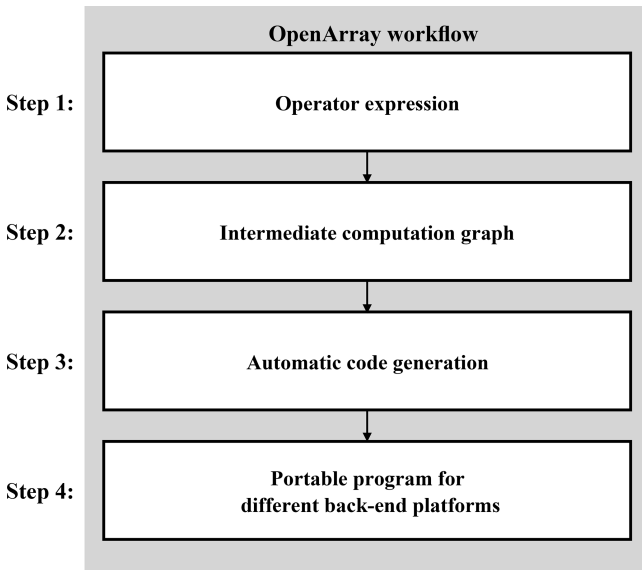 OpenArray workflow
Step 1:
Operator expression
Step 2:
Intermediate computation graph
Step 3:
Automatic code generation
Step 4:
Portable program for
different back-end platforms